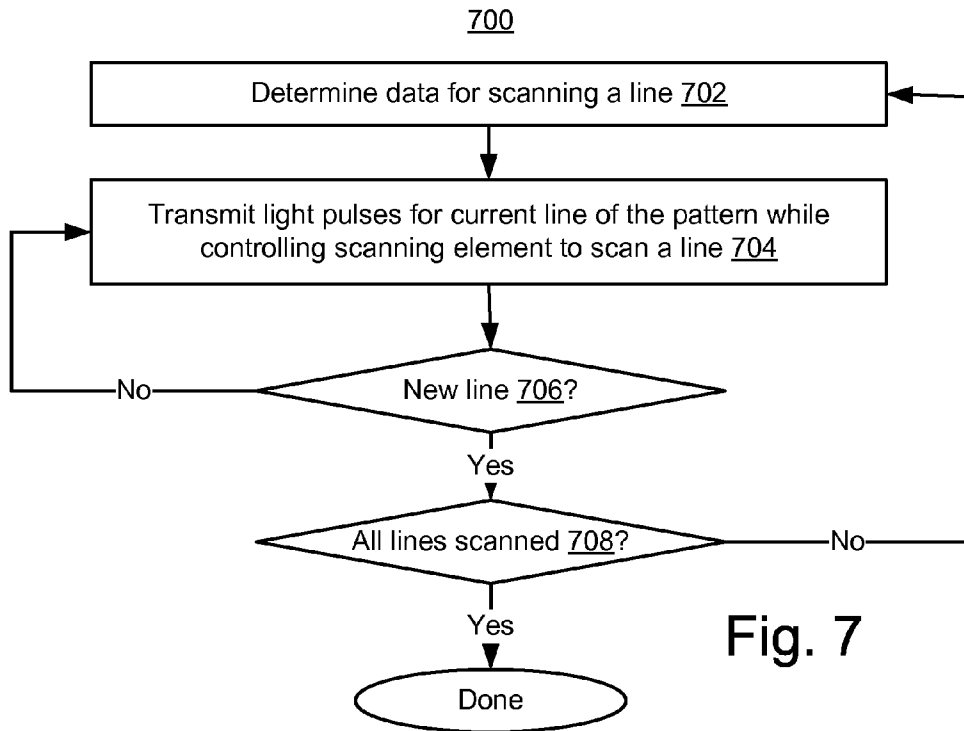 700
Determine data for scanning a line 702
Transmit light pulses for current line of the pattern while
controlling scanning element to scan a line 704
New line 706?
No
Yes
All lines scanned 708?
No
Yes
Fig. 7
Done